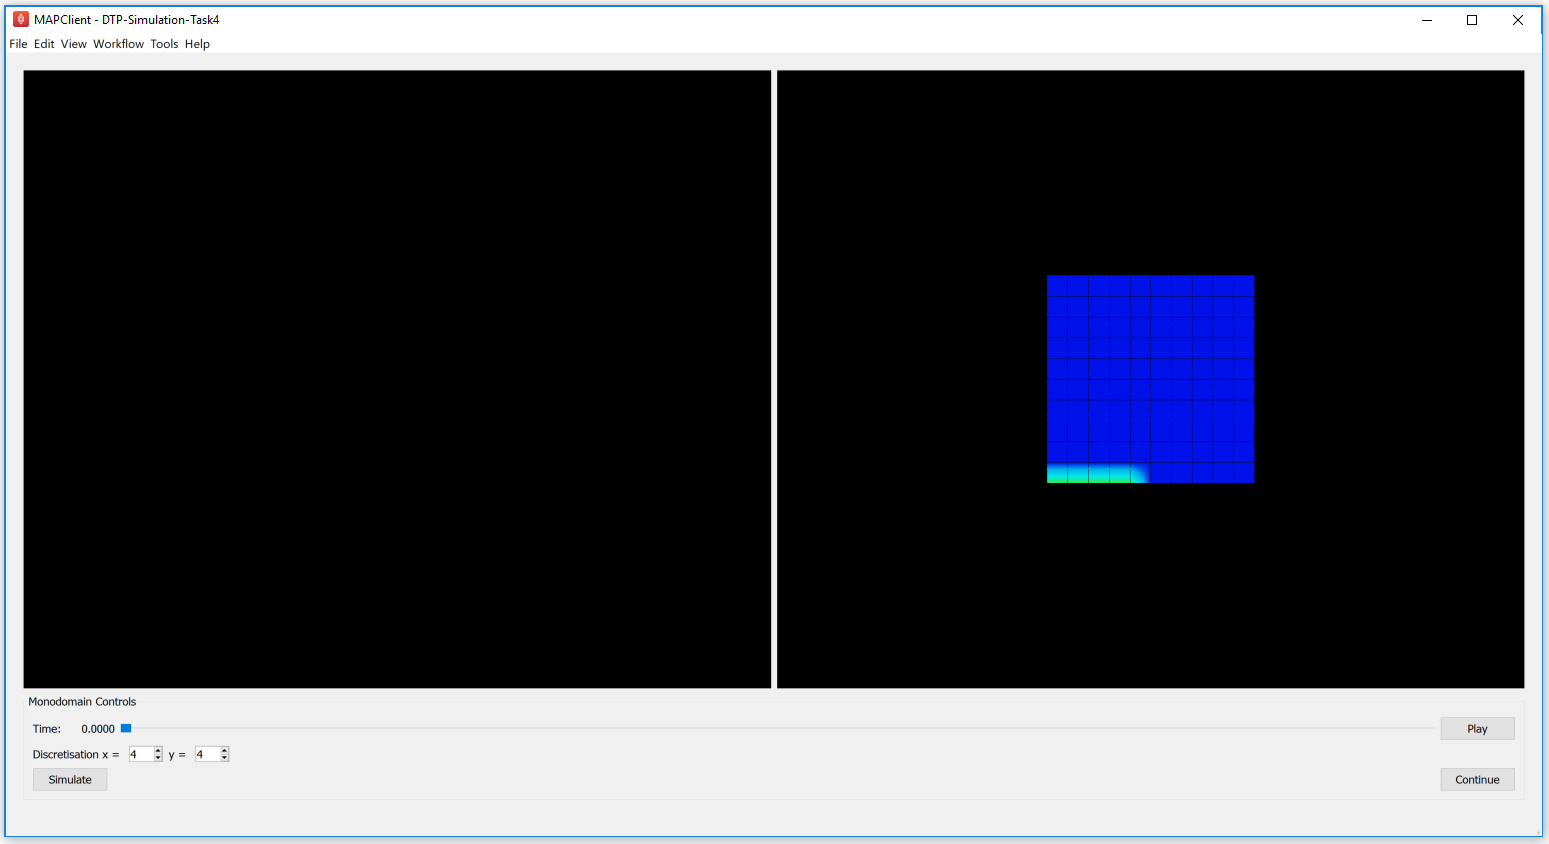 MAPClient - DTP-Simulation-Task4
File Edit View Workflow Tools Help
Monodomain Controls
Time: 0.0000
Play
Discretisation x = 4 y = 4
Simulate
Continue